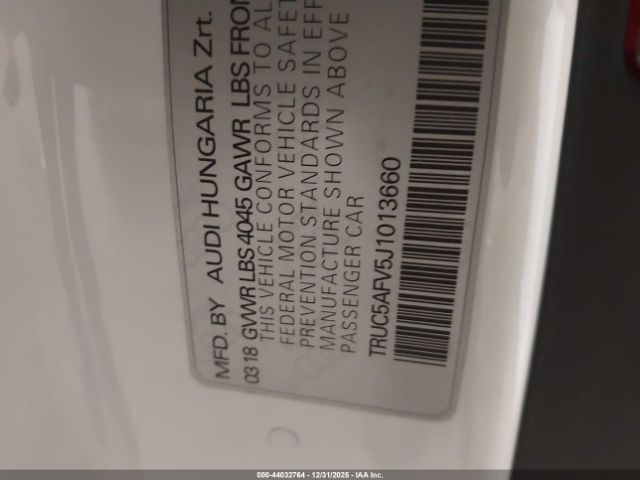 MFD. BY AUDI HUNGARIA Zrt.
03 18 GVWR LBS 4045 GAWR LBS FRON
THIS VEHICLE CONFORMS TO AL
FEDERAL MOTOR VEHICLE SAFET
PREVENTION STANDARDS IN EFF
MANUFACTURE SHOWN ABOVE
PASSENGER CAR
TRUC5AFV5J1013660
000-44032764 - 12/31/2025 - IAA Inc.